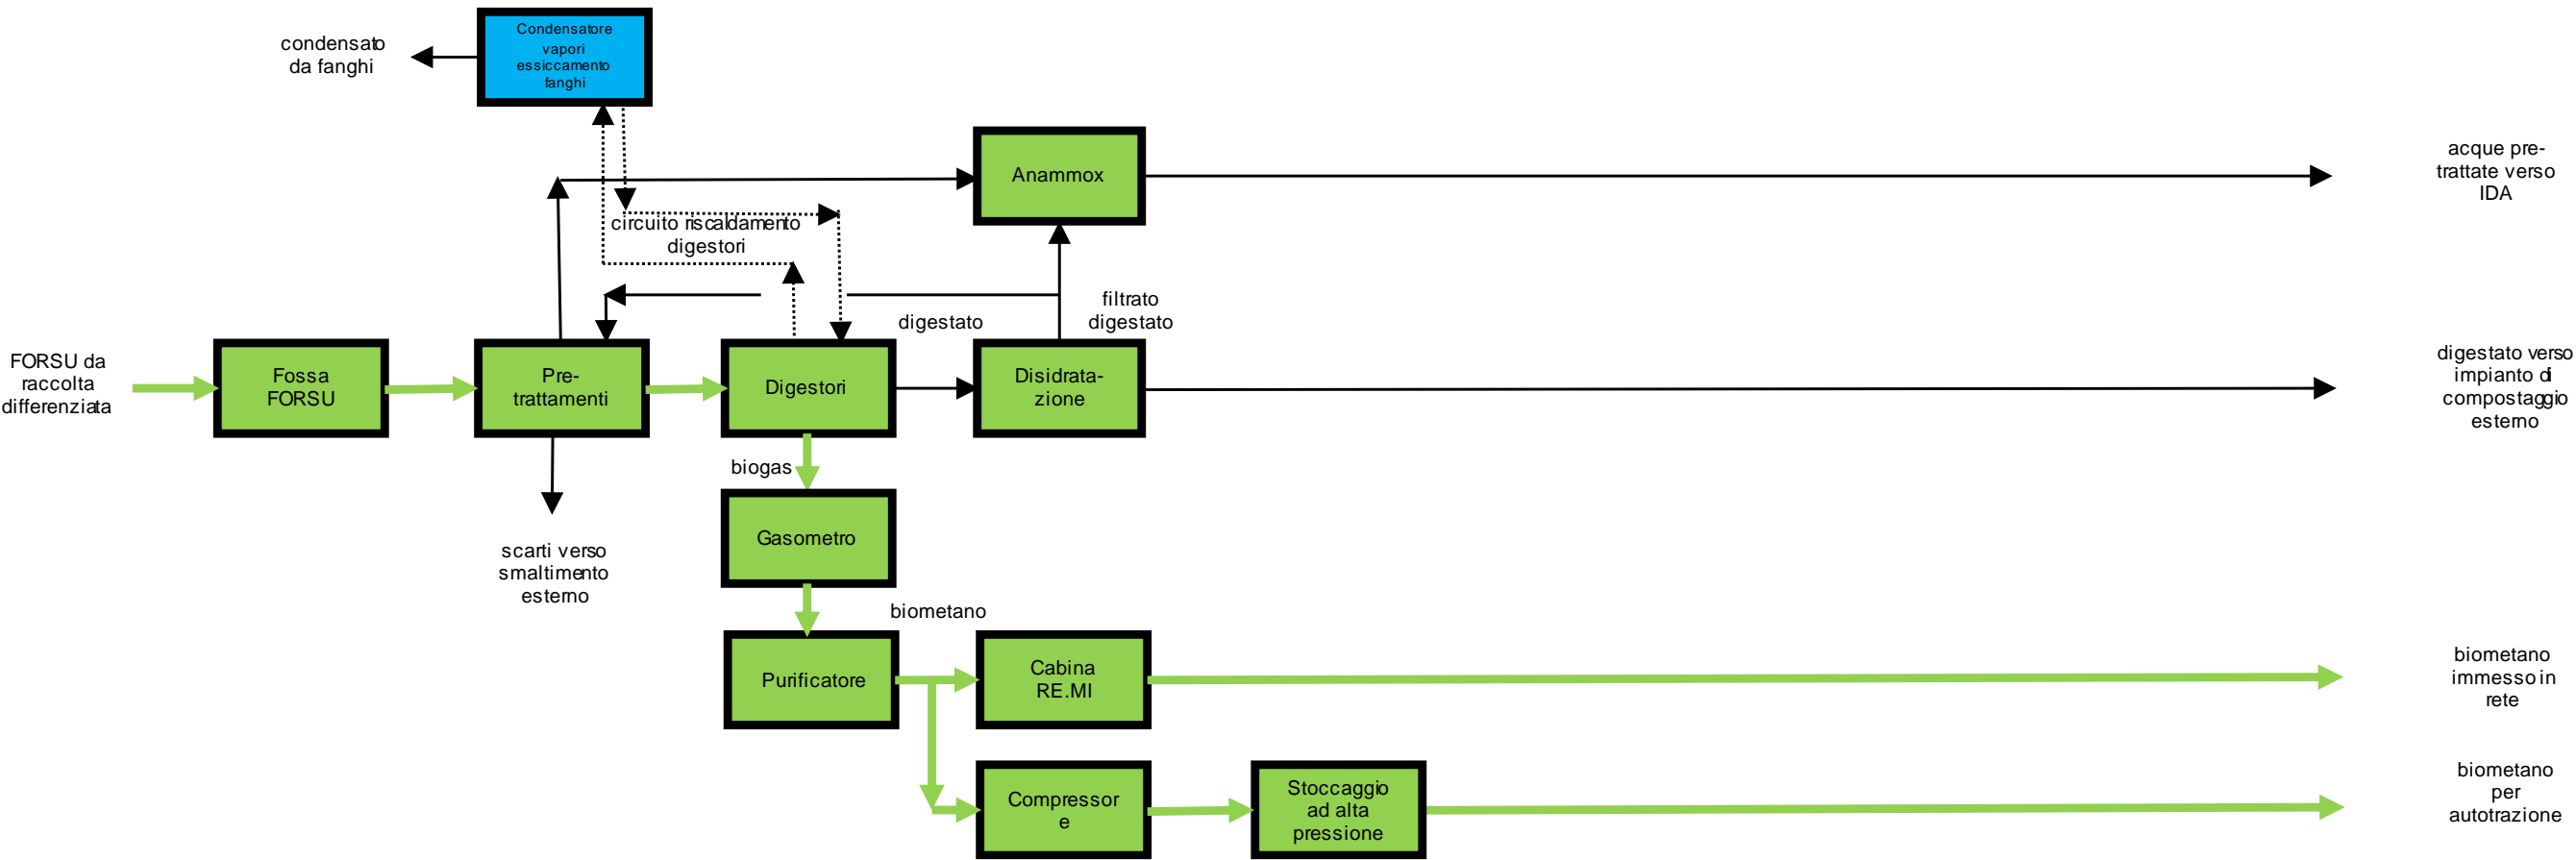 Condensatore
vapori
essiccamento
fanghi
condensato
da fanghi
Anammox
acque pre-
trattate verso
IDA
circuito riscaldamento
digestori
filtrato
digestato
digestato
FORSU da
raccolta
differenziata
Fossa
FORSU
Pre-
trattamenti
Digestori
Disidrata-
zione
digestato verso
impianto di
compostaggio
esterno
biogas
Gasometro
scarti verso
smaltimento
esterno
biometano
Purificatore
Cabina
RE.MI
biometano
immesso in
rete
Compressor
e
Stoccaggio
ad alta
pressione
biometano
per
autotrazione